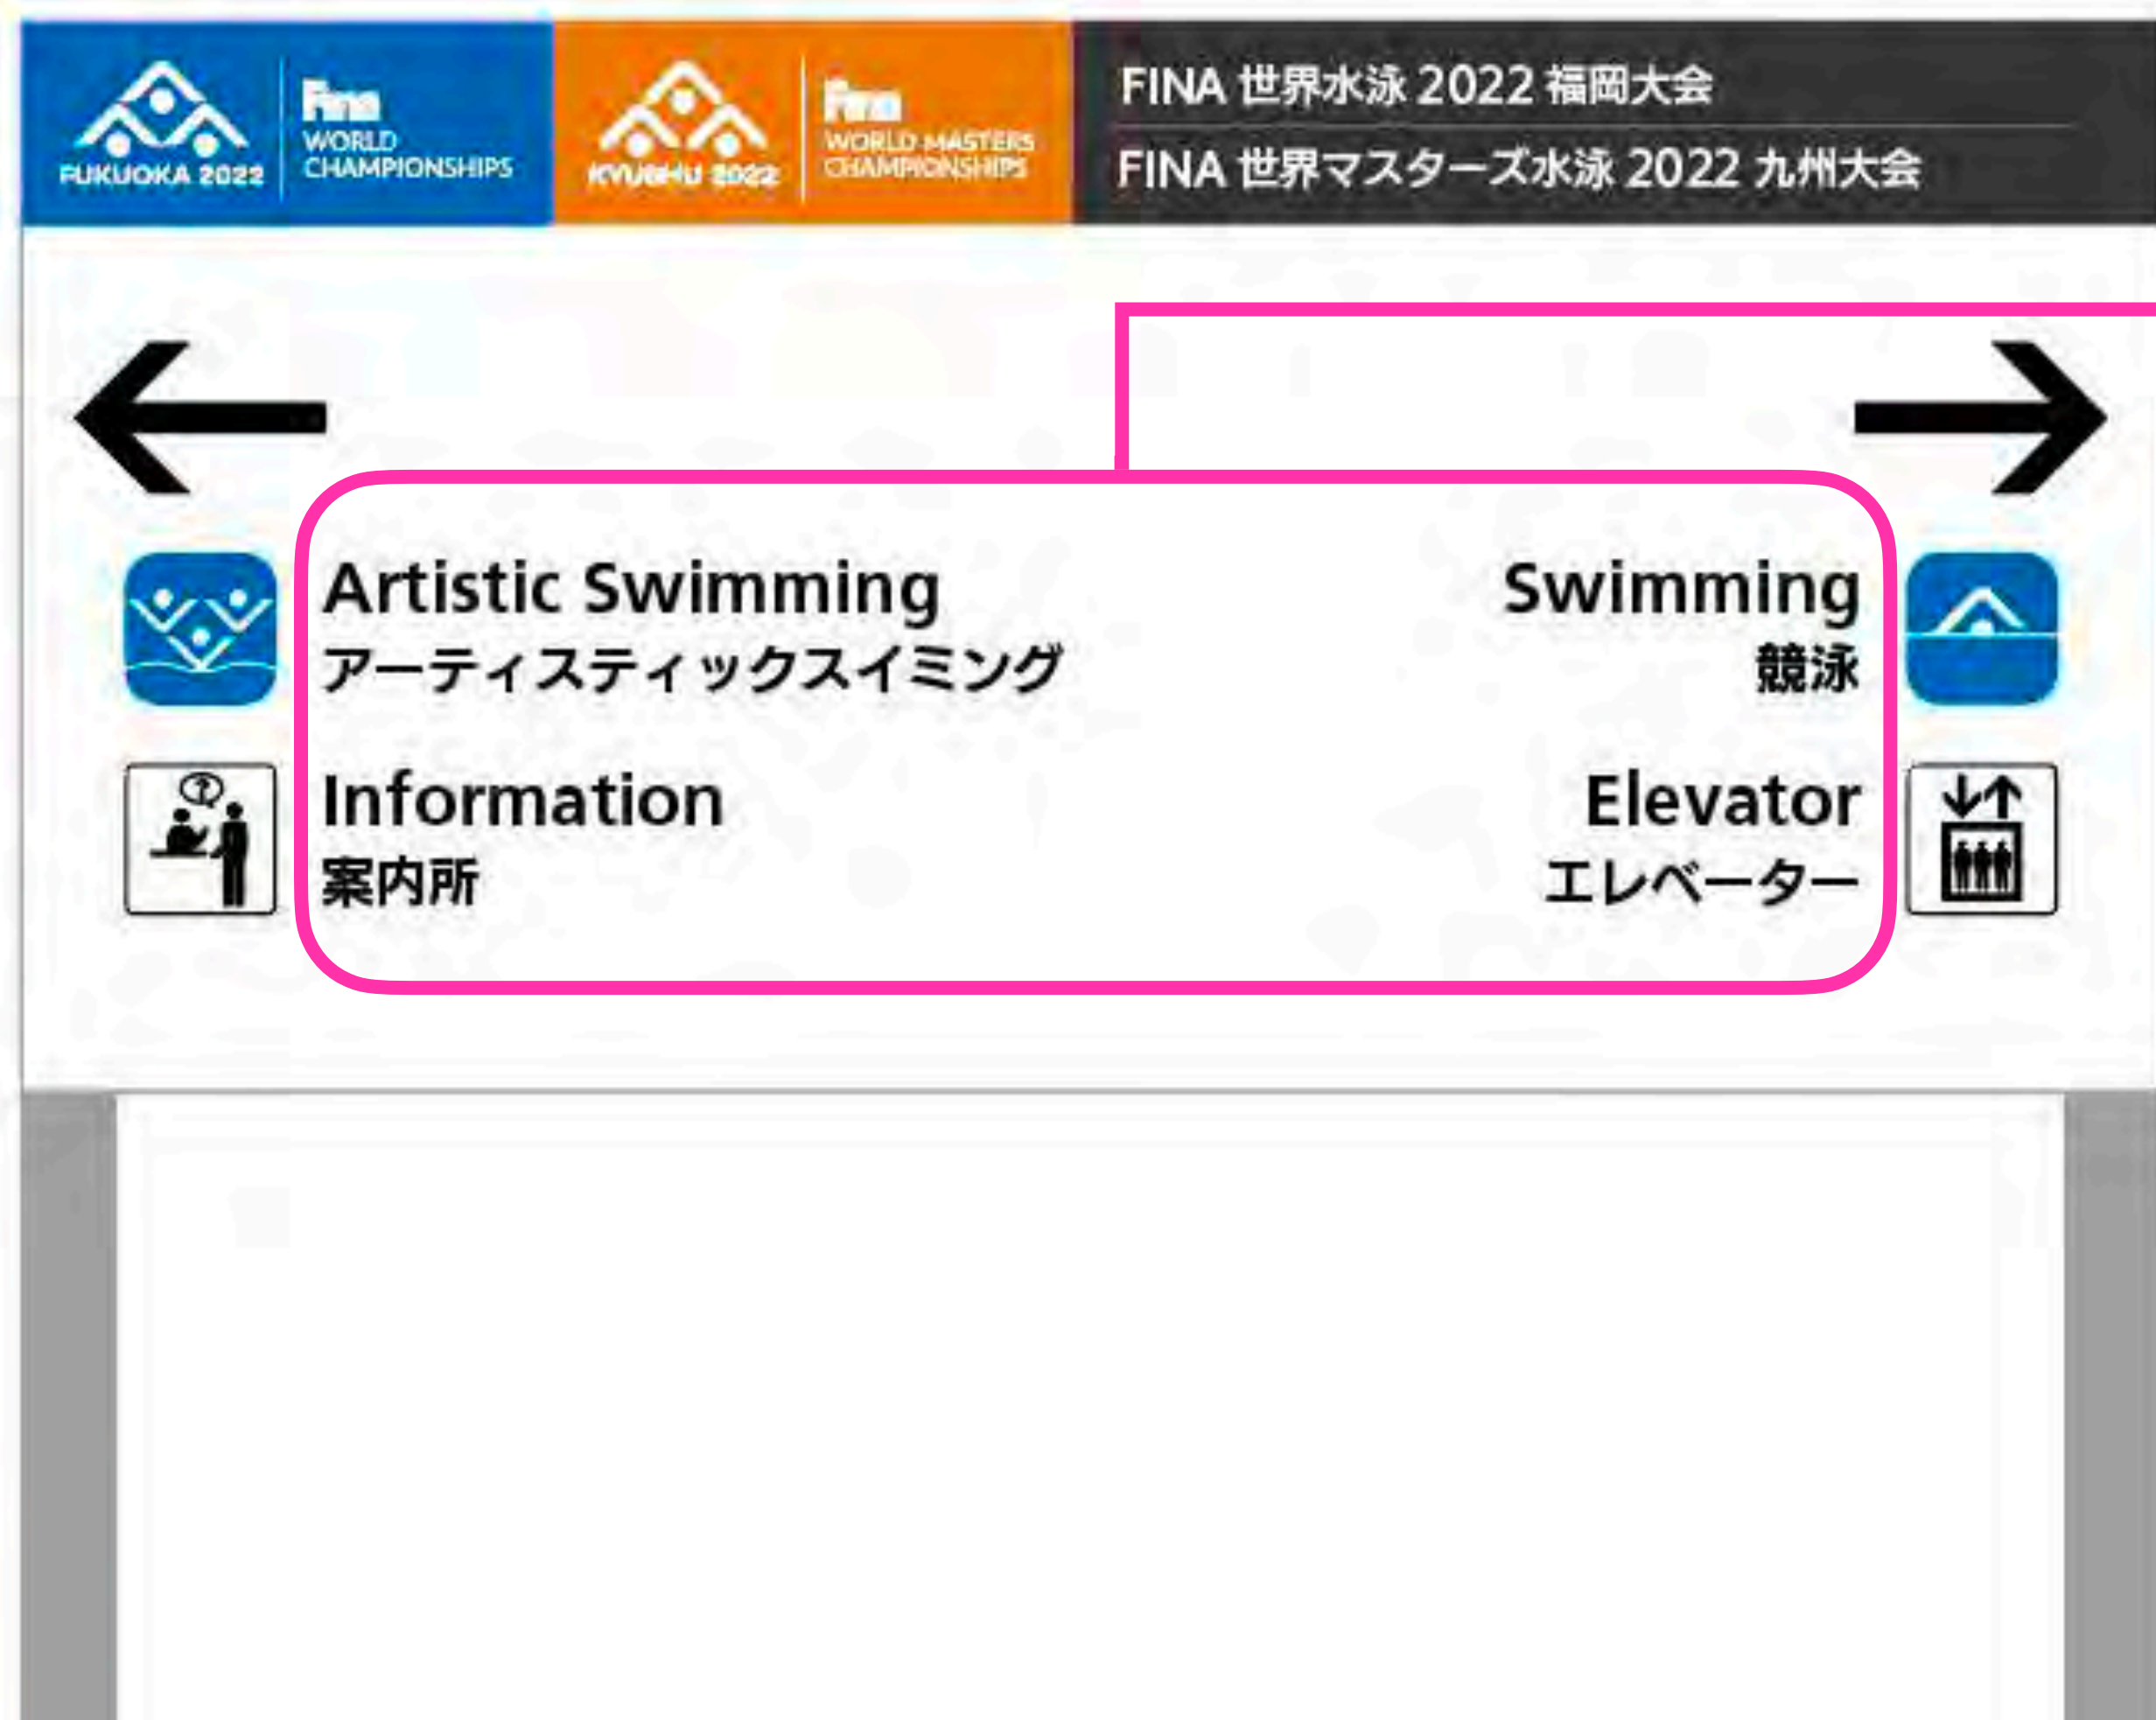 FUKUOKA 2022
Fina
WORLD
CHAMPIONSHIPS
KYUSHU 2022
Fina
WORLD MASTERS
CHAMPIONSHIPS
FINA 世界水泳 2022 福岡大会
FINA 世界マスターズ水泳 2022 九州大会
Artistic Swimming
アーティスティックスイミング
Information
案内所
Swimming
競泳
Elevator
エレベーター
?